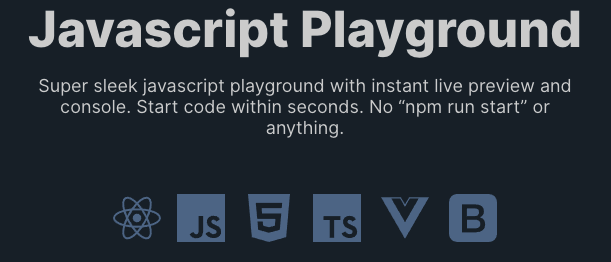 Javascript Playground
Super sleek javascript playground with instant live preview and
console. Start code within seconds. No “npm run start” or
anything.
JS 5 TS B